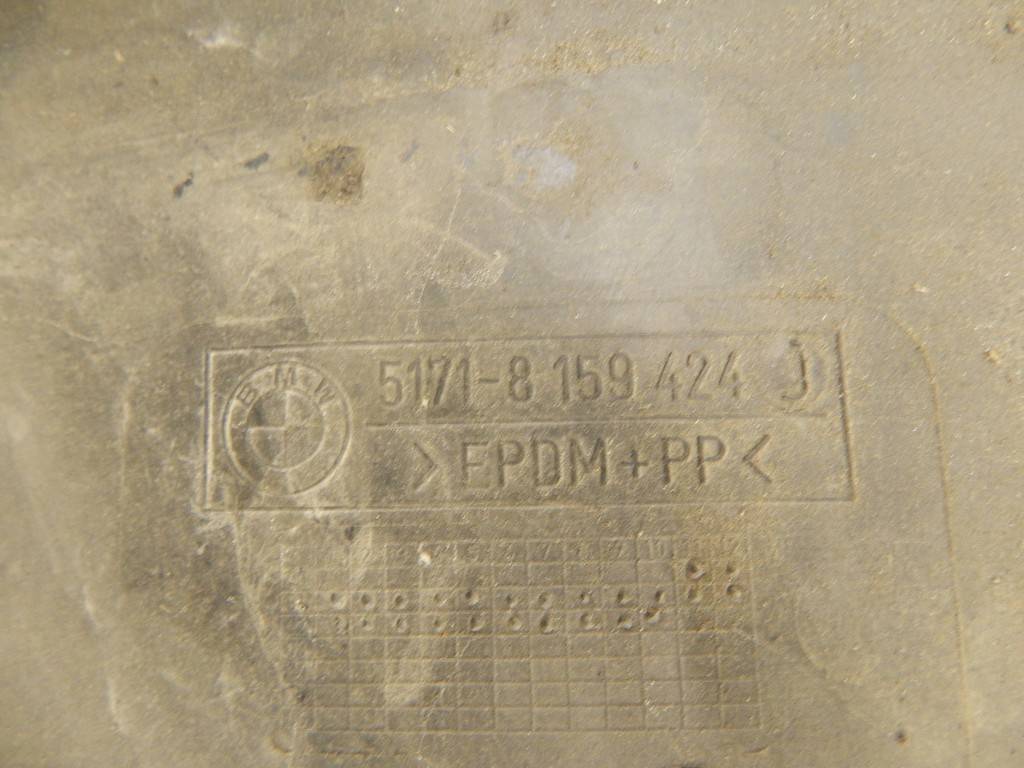 BMW
5171-8 159 424
>EPDM+PP<